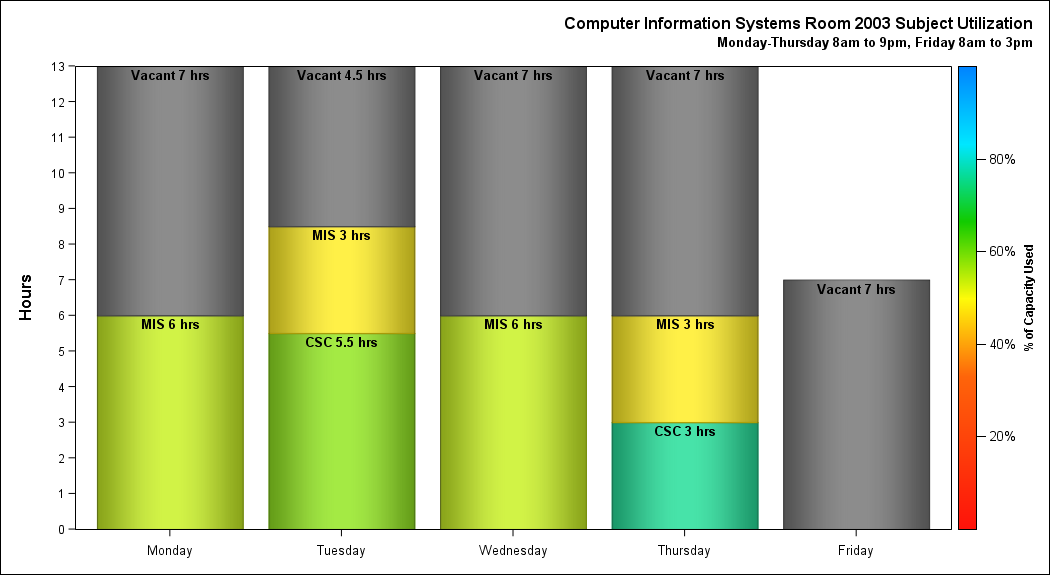 Computer Information Systems Room 2003 Subject Utilization
Monday-Thursday 8am to 9pm, Friday 8am to 3pm
Hours
13
12
11
10
9
8
7
6
5
4
3
2
1
0
Vacant 7 hrs
MIS 6 hrs
Vacant 4.5 hrs
MIS 3 hrs
CSC 5.5 hrs
Vacant 7 hrs
MIS 6 hrs
Vacant 7 hrs
MIS 3 hrs
CSC 3 hrs
Vacant 7 hrs
Monday
Tuesday
Wednesday
Thursday
Friday
80%
60%
40%
20%
% of Capacity Used